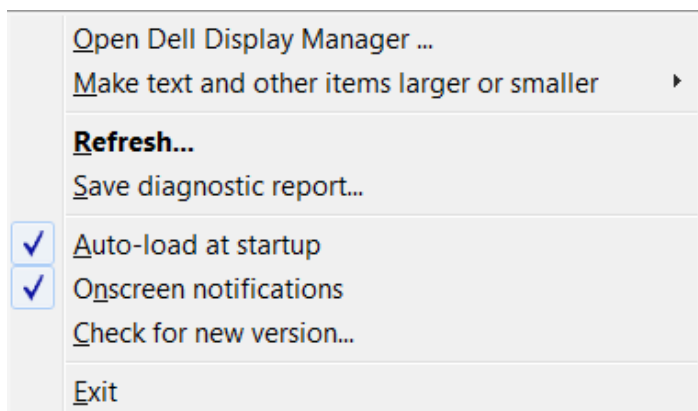 Open Dell Display Manager ...
Make text and other items larger or smaller
Refresh...
Save diagnostic report...
Auto-load at startup
Onscreen notifications
Check for new version...
Exit